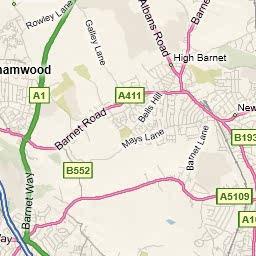 Rowley Lane
Galley Lane
Albans Road
Barnet
High Barnet
hamwood
A1
A411
Bells Hill
New
Barnet Road
B193
Mays Lane
Barnet Lane
B552
A5109
Barnet Way
Way